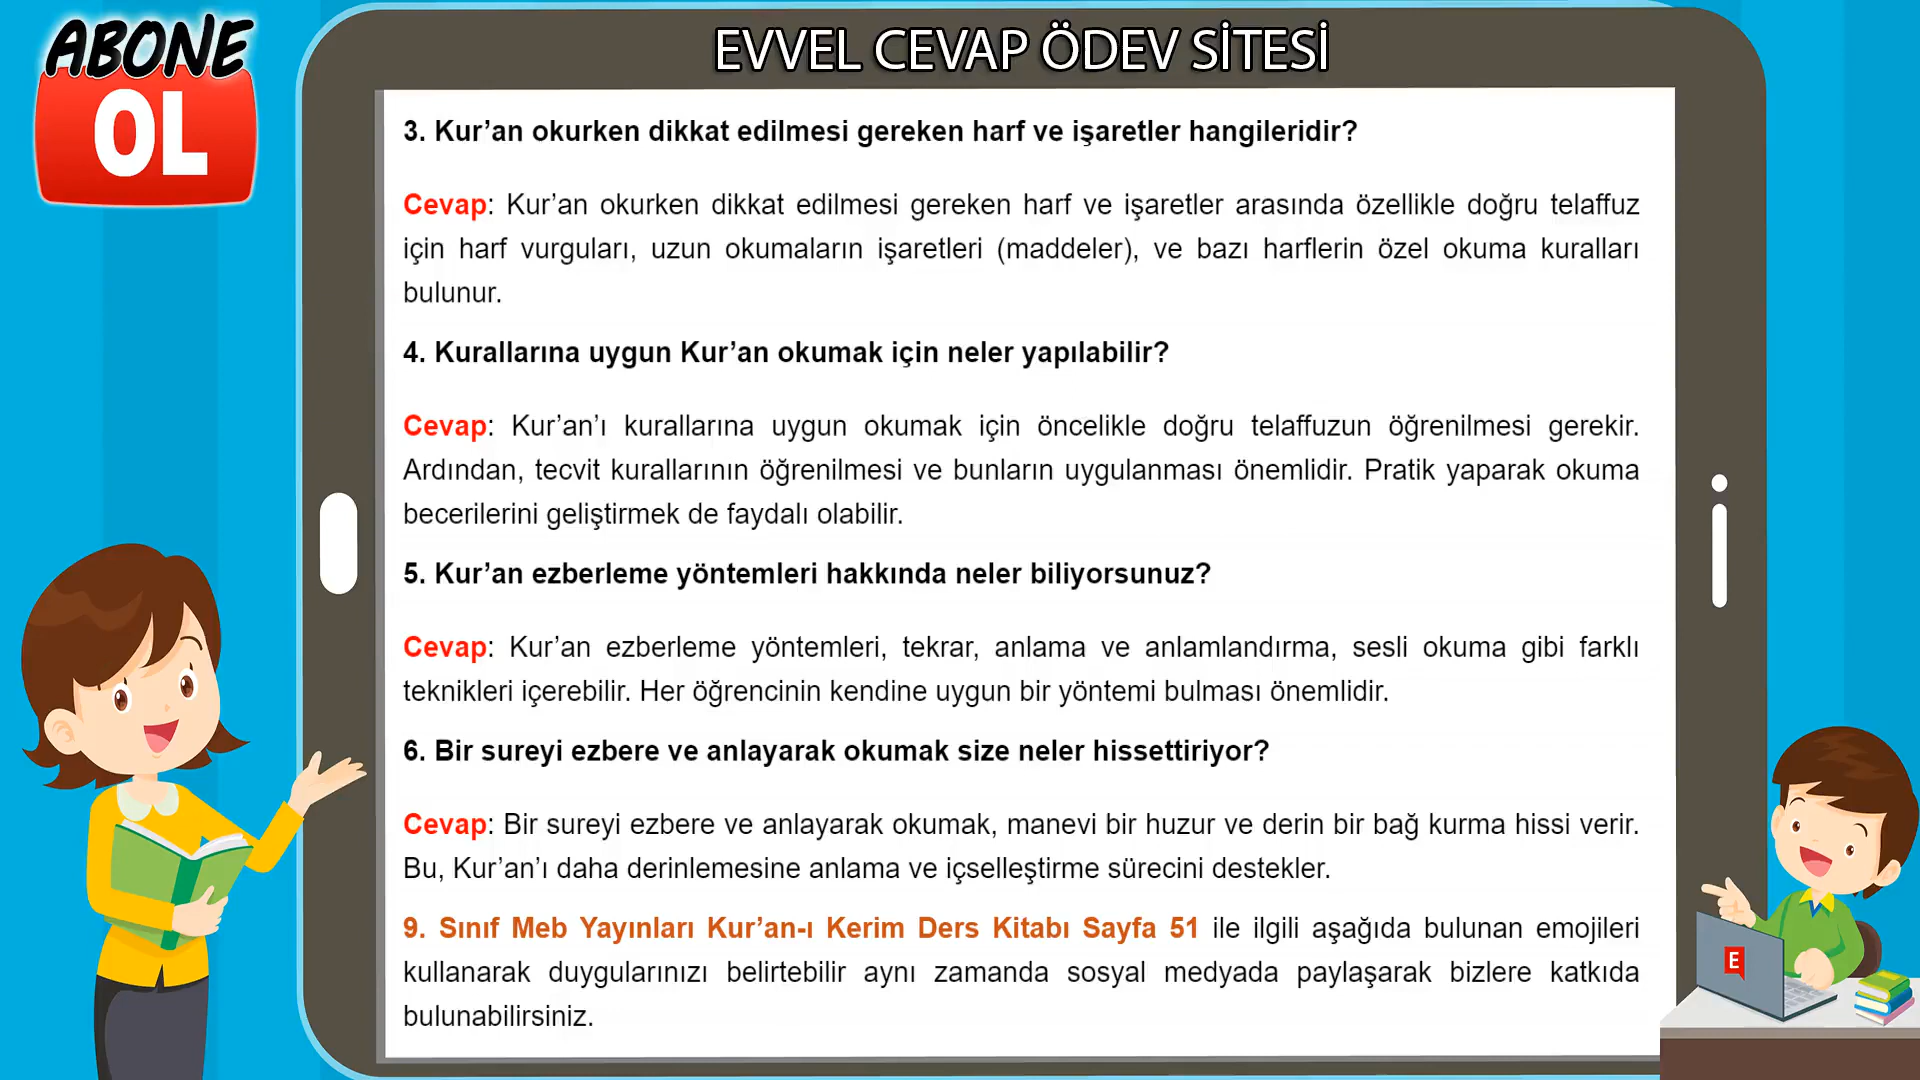 ABONE
OL
EVVEL CEVAP ÖDEV SİTESİ
3. Kur’an okurken dikkat edilmesi gereken harf ve işaretler hangileridir?
Cevap: Kur’an okurken dikkat edilmesi gereken harf ve işaretler arasında özellikle doğru telaffuz
için harf vurguları, uzun okumaların işaretleri (maddeler), ve bazı harflerin özel okuma kuralları
bulunur.
4. Kurallarına uygun Kur’an okumak için neler yapılabilir?
Cevap: Kur’an’ı kurallarına uygun okumak için öncelikle doğru telaffuzun öğrenilmesi gerekir.
Ardından, tecvit kurallarının öğrenilmesi ve bunların uygulanması önemlidir. Pratik yaparak okuma
becerilerini geliştirmek de faydalı olabilir.
5. Kur’an ezberleme yöntemleri hakkında neler biliyorsunuz?
Cevap: Kur’an ezberleme yöntemleri, tekrar, anlama ve anlamlandırma, sesli okuma gibi farklı
teknikleri içerebilir. Her öğrencinin kendine uygun bir yöntemi bulması önemlidir.
6. Bir sureyi ezbere ve anlayarak okumak size neler hissettiriyor?
Cevap: Bir sureyi ezbere ve anlayarak okumak, manevi bir huzur ve derin bir bağ kurma hissi verir.
Bu, Kur’an’ı daha derinlemesine anlama ve içselleştirme sürecini destekler.
9. Sınıf Meb Yayınları Kur’an-ı Kerim Ders Kitabı Sayfa 51 ile ilgili aşağıda bulunan emojileri
kullanarak duygularınızı belirtebilir aynı zamanda sosyal medyada paylaşarak bizlere katkıda
bulunabilirsiniz.
E